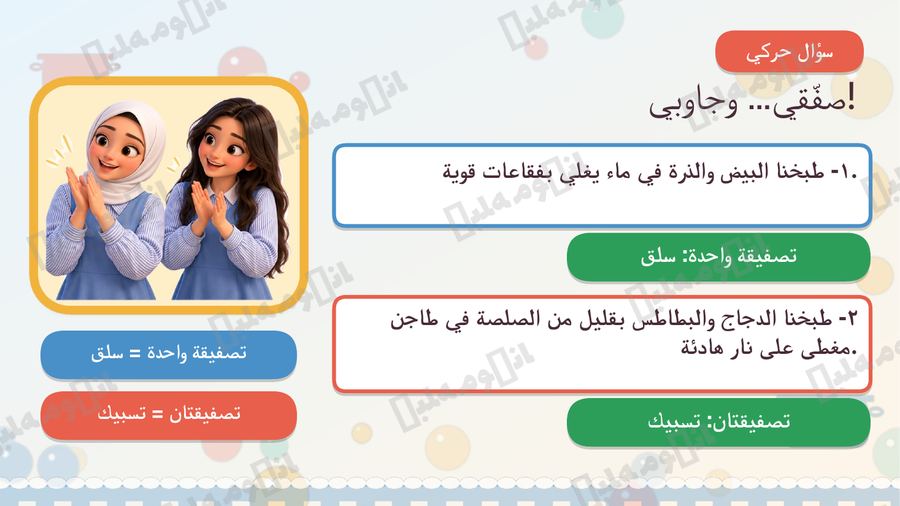 سؤال حركي
!صفّقي... وجاوبي
.١- طبخنا البيض والذرة في ماء يغلي بفقاعات قوية
تصفيقة واحدة: سلق
٢- طبخنا الدجاج والبطاطس بقليل من الصلصة في طاجن
.مغطى على نار هادئة
تصفيقتان: تسبيك
تصفيقة واحدة = سلق
تصفيقتان = تسبيك